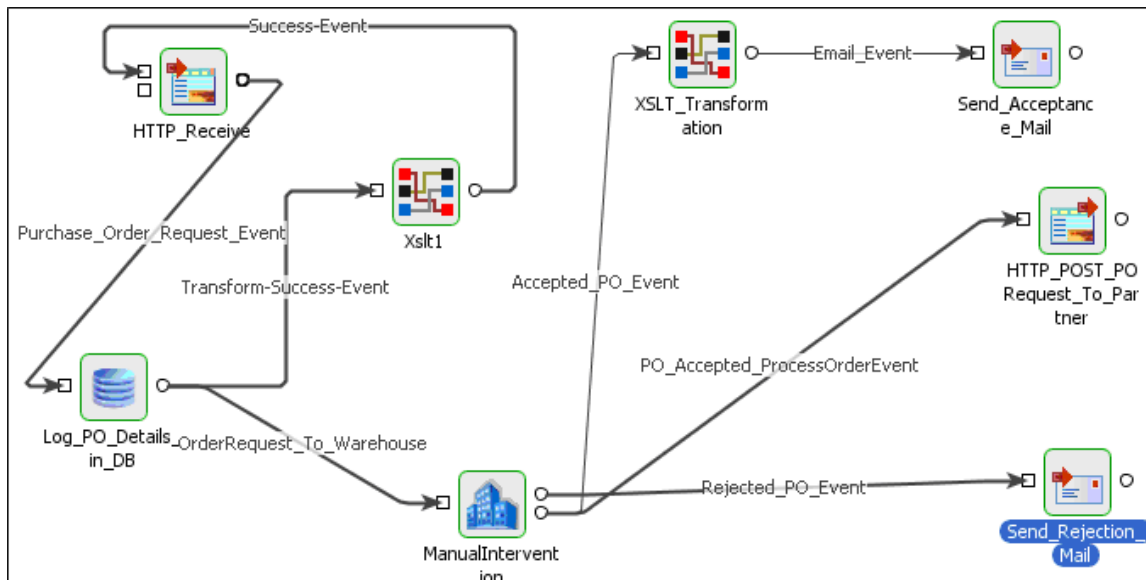 Success-Event
HTTP_Receive
XSLT_Transform
ation
Email_Event
Send_Acceptanc
e_Mail
Xslt1
Purchase_Order_Request_Event
Transform-Success-Event
Accepted_PO_Event
HTTP_POST_PO
Request_To_Par
tner
PO_Accepted_ProcessOrderEvent
Log_PO_Details_
in_DB
OrderRequest_To_Warehouse
ManualIntervent
ion
Rejected_PO_Event
Send_Rejection_
Mail